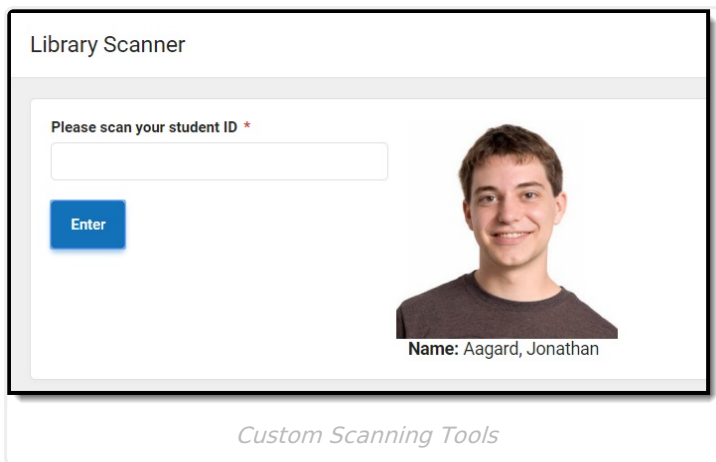 Library Scanner
Please scan your student ID *
Enter
Name: Aagard, Jonathan
Custom Scanning Tools